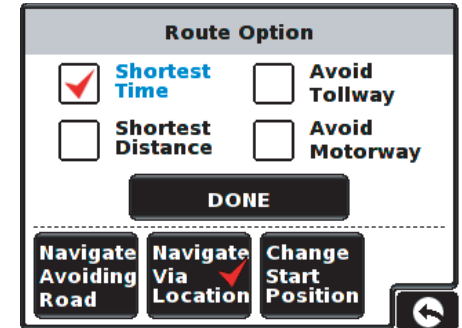 Route Option
Shortest
Time
Avoid
Tollway
Shortest
Distance
Avoid
Motorway
DONE
Navigate
Avoiding
Road
Navigate
Via
Location
Change
Start
Position